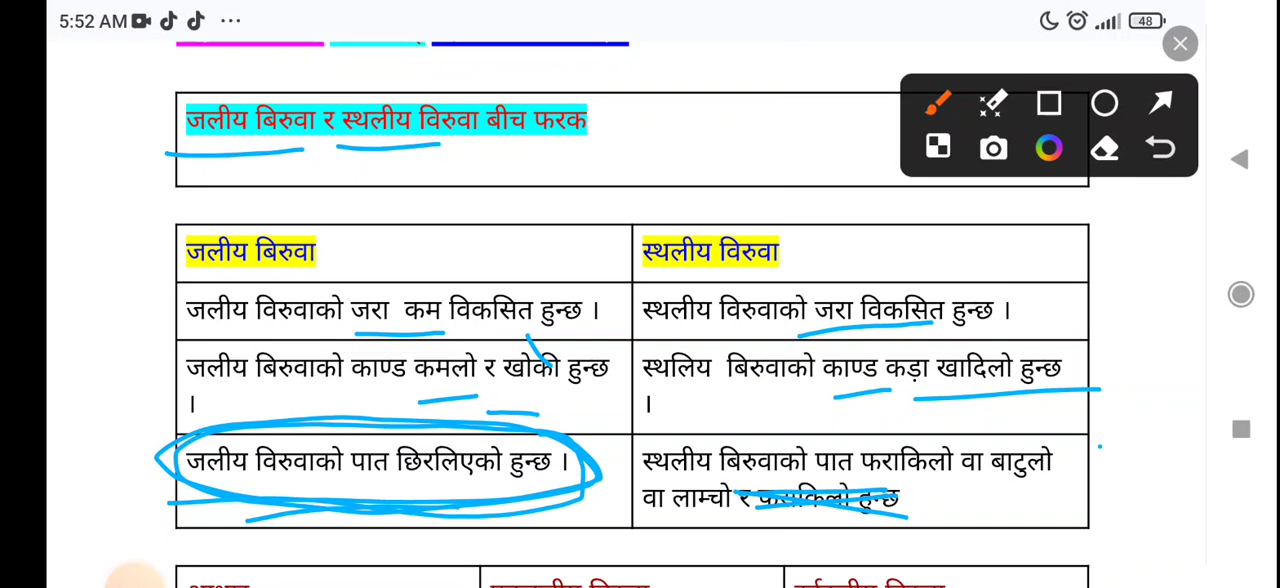 5:52 AM
48
जलीय बिरुवा र स्थलीय विरुवा बीच फरक
जलीय बिरुवा
स्थलीय विरुवा
जलीय विरुवाको जरा कम विकसित हुन्छ ।
स्थलीय विरुवाको जरा विकसित हुन्छ ।
जलीय बिरुवाको काण्ड कमलो र खोकी हुन्छ
।
स्थलिय बिरुवाको काण्ड कड़ा खादिलो हुन्छ
।
जलीय विरुवाको पात छिरलिएको हुन्छ ।
स्थलीय बिरुवाको पात फराकिलो वा बाटुलो
वा लाम्चो र फराकिलो हुन्छ